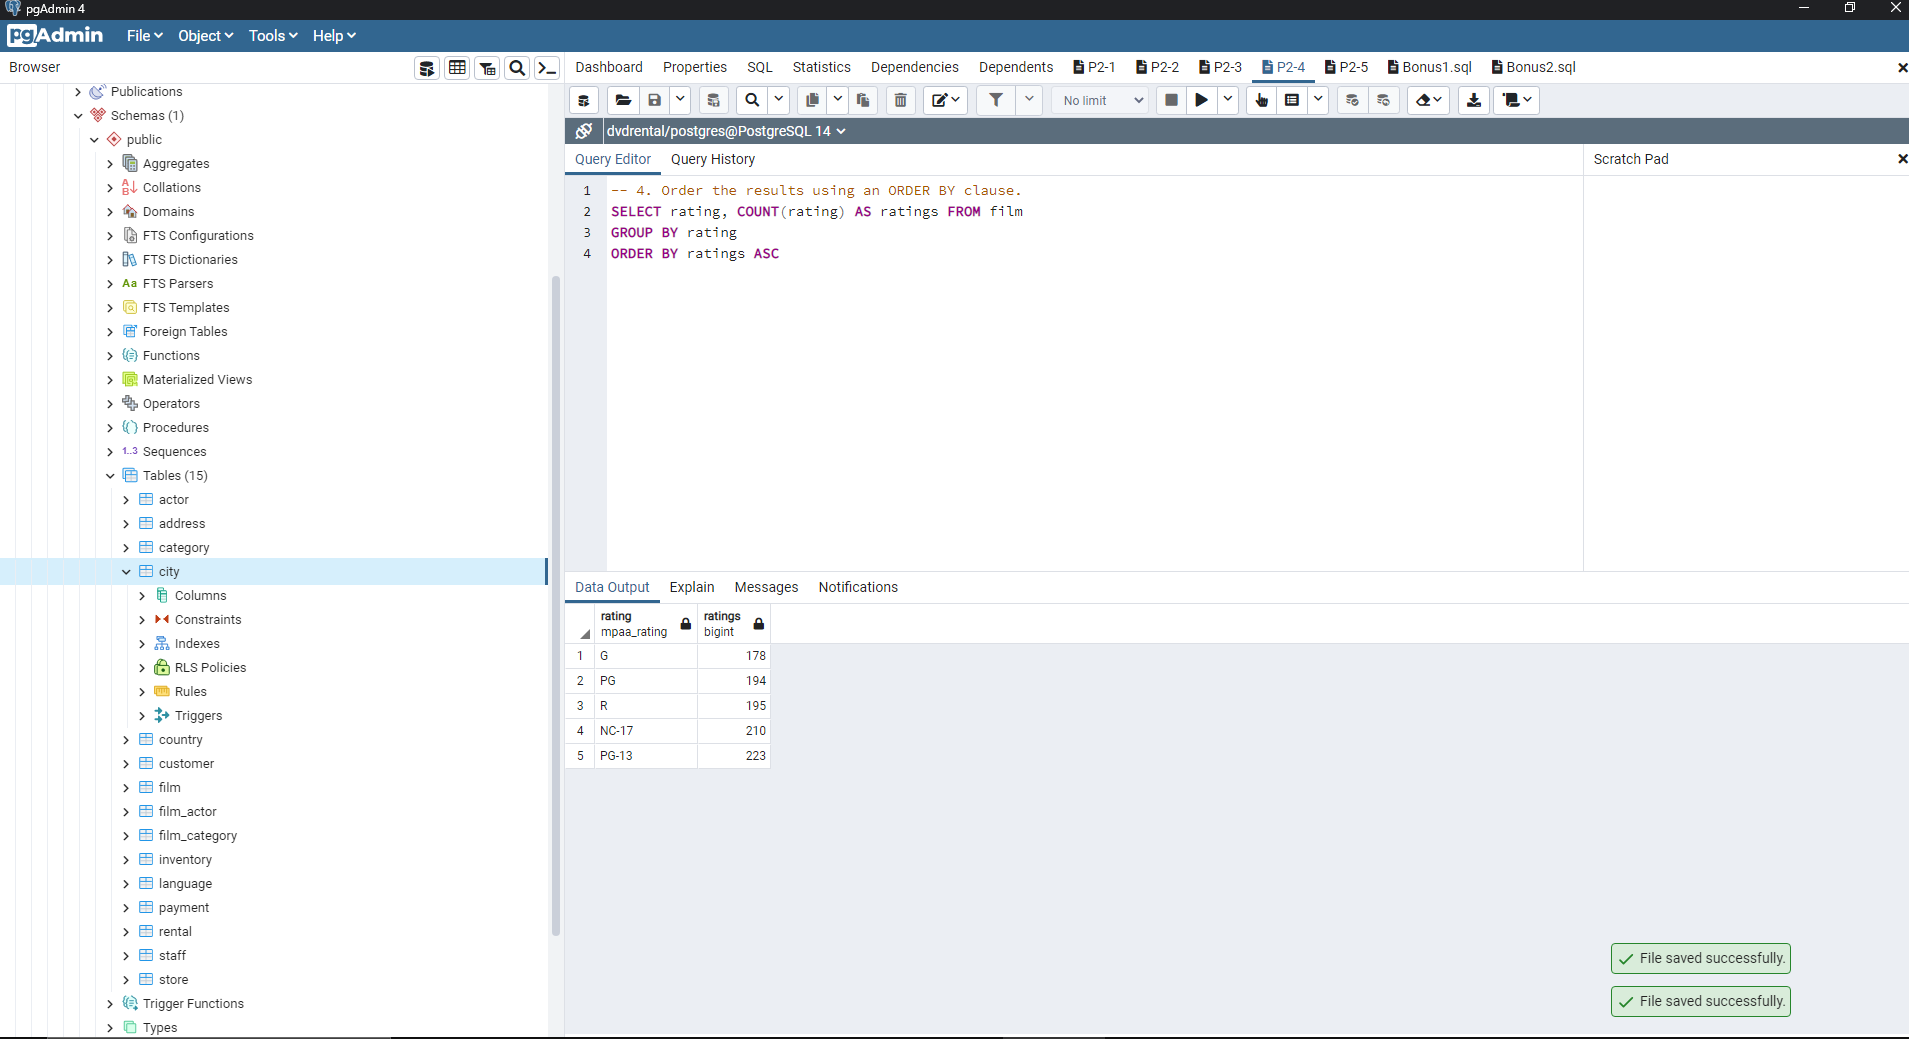 pgAdmin 4
pgAdmin File Object Tools Help
Browser
Dashboard Properties SQL Statistics Dependencies Dependents P2-1 P2-2 P2-3 P2-4 P2-5 Bonus1.sql Bonus2.sql
No limit
dvdrental/postgres@PostgreSQL 14
Query Editor Query History
Scratch Pad
1 -- 4. Order the results using an ORDER BY clause.
2 SELECT rating, COUNT(rating) AS ratings FROM film
3 GROUP BY rating
4 ORDER BY ratings ASC
Publications
Schemas (1)
public
Aggregates
Collations
Domains
FTS Configurations
FTS Dictionaries
Aa FTS Parsers
FTS Templates
Foreign Tables
Functions
Materialized Views
Operators
Procedures
1..3 Sequences
Tables (15)
actor
address
category
city
Columns
Constraints
Indexes
RLS Policies
Rules
Triggers
country
customer
film
film_actor
film_category
inventory
language
payment
rental
staff
store
Trigger Functions
Types
Data Output Explain Messages Notifications
rating ratings
mpaa_rating bigint
1 G 178
2 PG 194
3 R 195
4 NC-17 210
5 PG-13 223
File saved successfully.
File saved successfully.